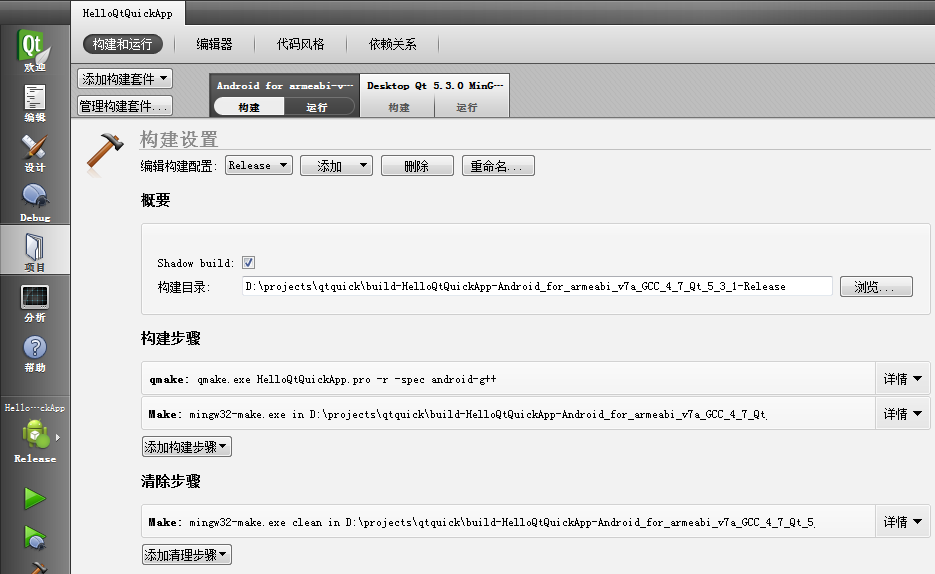 HelloQtQuickApp
构建和运行 编辑器 代码风格 依赖关系
欢迎
编辑
设计
Debug
项目
分析
帮助
Hello···ckApp
Release
添加构建套件
管理构建套件...
Android for armeabi-v···
构建 运行
Desktop Qt 5.3.0 MinG···
构建 运行
构建设置
编辑构建配置: Release 添加 删除 重命名...
概要
Shadow build:
构建目录: D:\projects\qtquick\build-HelloQtQuickApp-Android_for_armeabi_v7a_GCC_4_7_Qt_5_3_1-Release 浏览...
构建步骤
qmake: qmake.exe HelloQtQuickApp.pro -r -spec android-g++ 详情
Make: mingw32-make.exe in D:\projects\qtquick\build-HelloQtQuickApp-Android_for_armeabi_v7a_GCC_4_7_Qt_ 详情
添加构建步骤
清除步骤
Make: mingw32-make.exe clean in D:\projects\qtquick\build-HelloQtQuickApp-Android_for_armeabi_v7a_GCC_4_7_Qt_5_ 详情
添加清理步骤